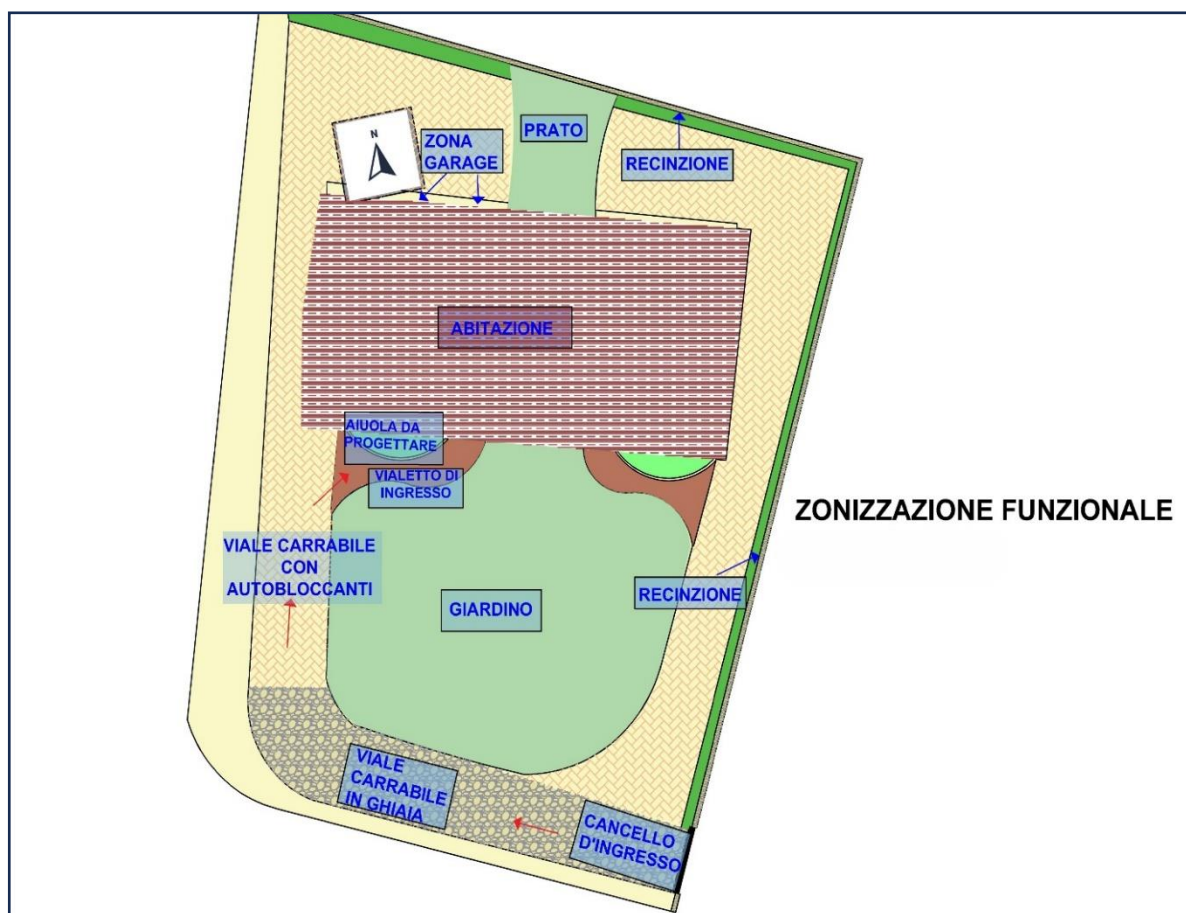 PRATO
N
ZONA
GARAGE
RECINZIONE
ABITAZIONE
AIUOLA DA
PROGETTARE
VIALETTO DI
INGRESSO
ZONIZZAZIONE FUNZIONALE
VIALE CARRABILE
CON
AUTOBLOCCANTI
RECINZIONE
GIARDINO
VIALE
CARRABILE
IN GHIAIA
CANCELLO
D'INGRESSO